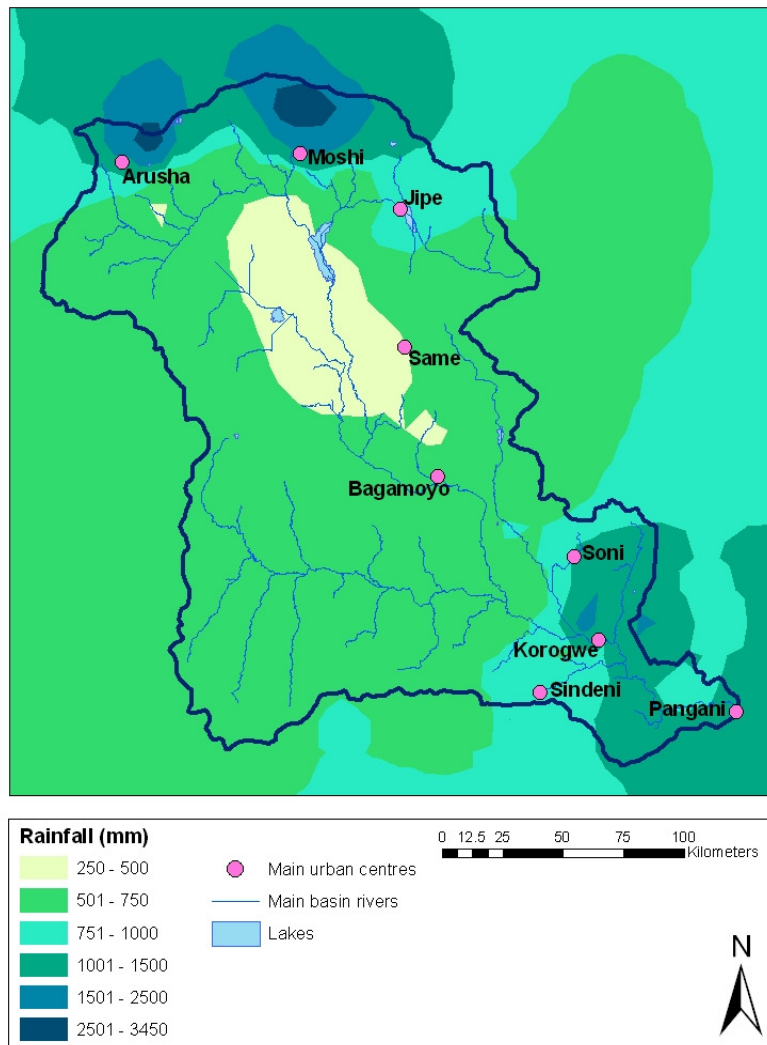 Moshi
Arusha
Jipe
Same
Bagamoyo
Soni
Korogwe
Sindeni
Pangani
Rainfall (mm)
250 - 500
501 - 750
751 - 1000
1001 - 1500
1501 - 2500
2501 - 3450
Main urban centres
Main basin rivers
Lakes
0 12.5 25 50 75 100
Kilometers
N